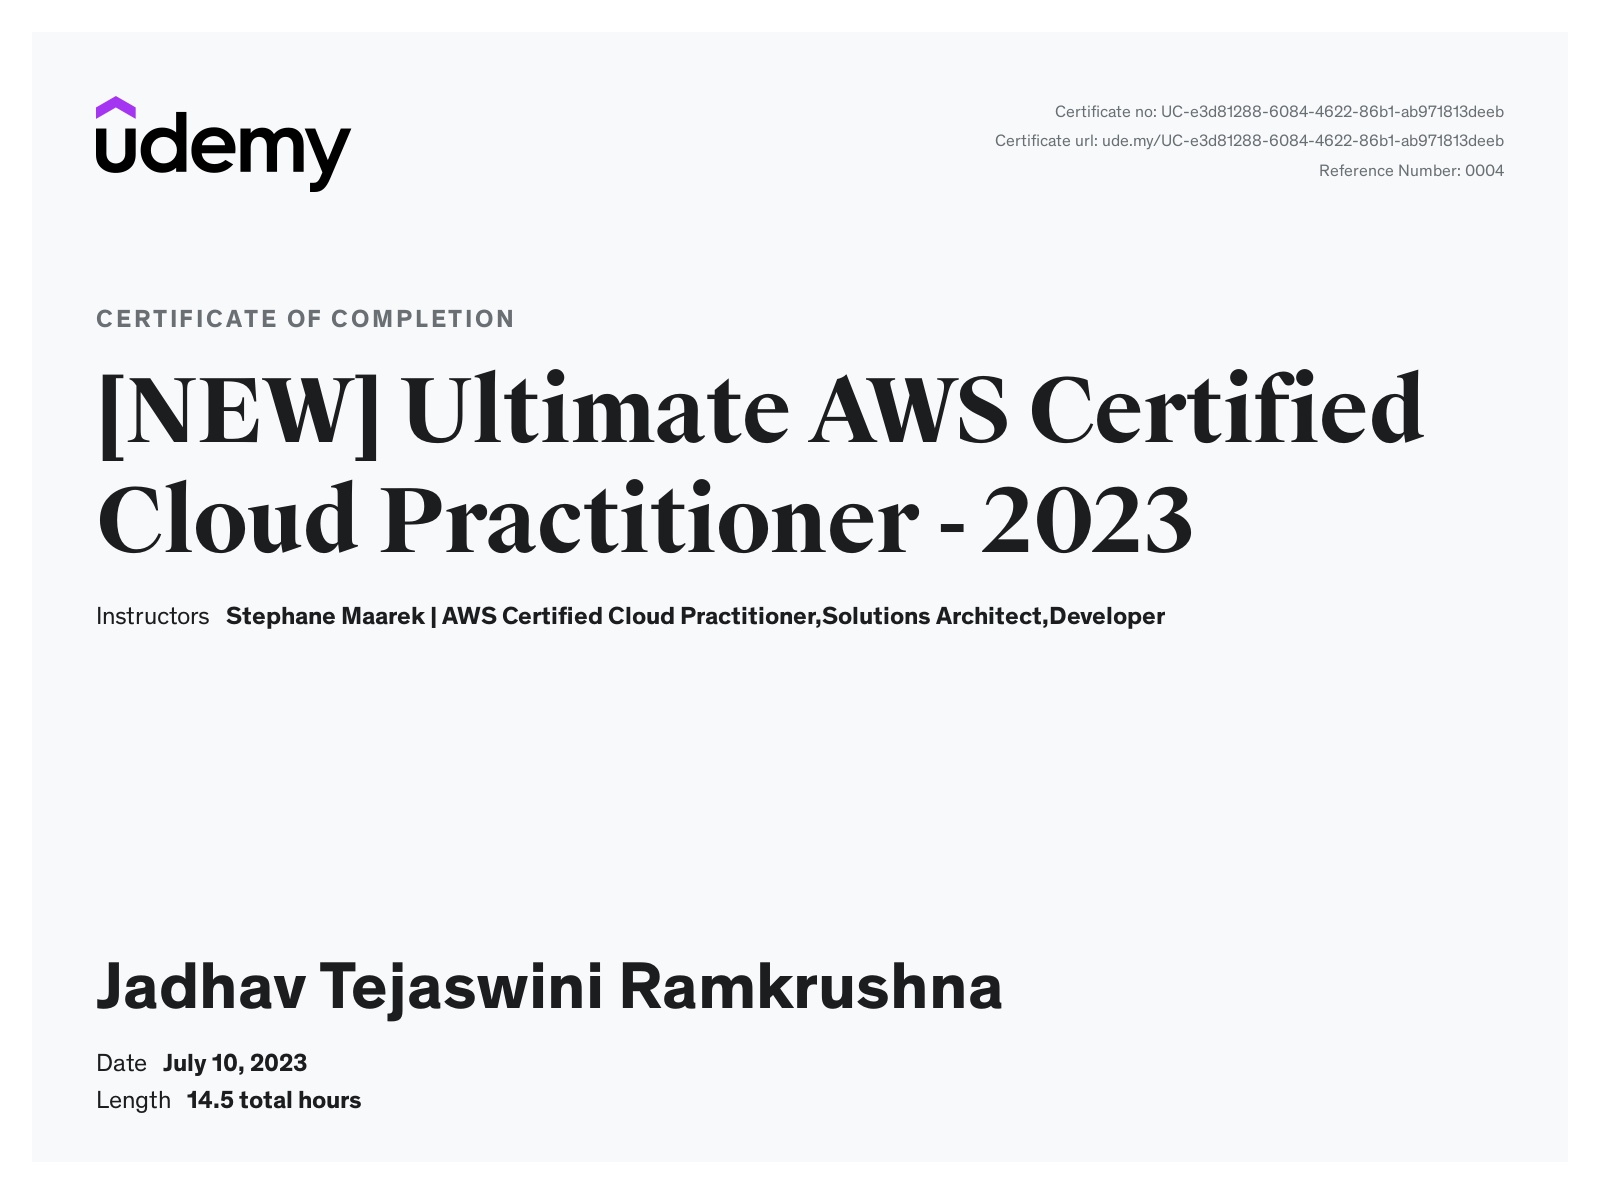 udemy
Certificate no: UC-e3d81288-6084-4622-86b1-ab971813deeb
Certificate url: ude.my/UC-e3d81288-6084-4622-86b1-ab971813deeb
Reference Number: 0004
CERTIFICATE OF COMPLETION
[NEW] Ultimate AWS Certified
Cloud Practitioner - 2023
Instructors Stephane Maarek | AWS Certified Cloud Practitioner,Solutions Architect,Developer
Jadhav Tejaswini Ramkrushna
Date July 10, 2023
Length 14.5 total hours